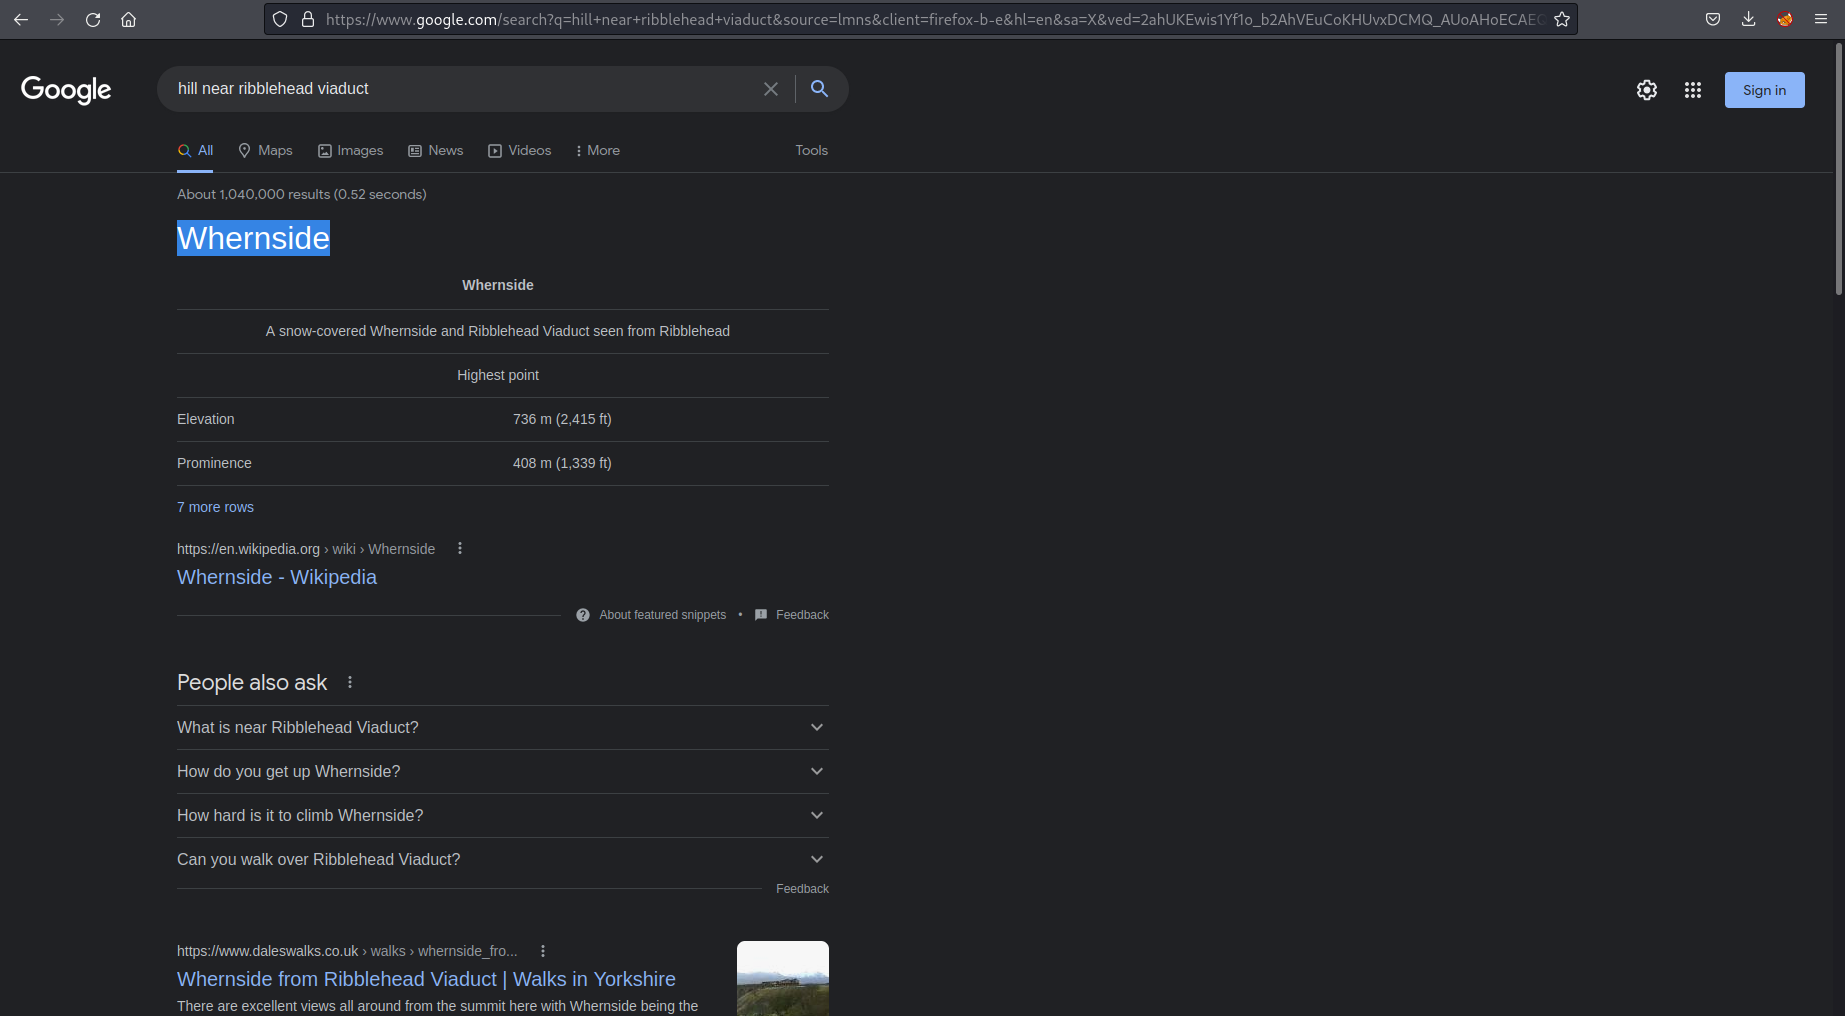 https://www.google.com/search?q=hill+near+ribblehead+viaduct&source=lmns&client=firefox-b-e&hl=en&sa=X&ved=2ahUKEwis1Yf1o_b2AhVEuCoKHUvxDCMQ_AUoAHoECAEQ
Google
hill near ribblehead viaduct
Sign in
All Maps Images News Videos More Tools
About 1,040,000 results (0.52 seconds)
Whernside
Whernside
A snow-covered Whernside and Ribblehead Viaduct seen from Ribblehead
Highest point
Elevation 736 m (2,415 ft)
Prominence 408 m (1,339 ft)
7 more rows
https://en.wikipedia.org › wiki › Whernside
Whernside - Wikipedia
About featured snippets • Feedback
People also ask
What is near Ribblehead Viaduct?
How do you get up Whernside?
How hard is it to climb Whernside?
Can you walk over Ribblehead Viaduct?
Feedback
https://www.daleswalks.co.uk › walks › whernside_fro...
Whernside from Ribblehead Viaduct | Walks in Yorkshire
There are excellent views all around from the summit here with Whernside being the